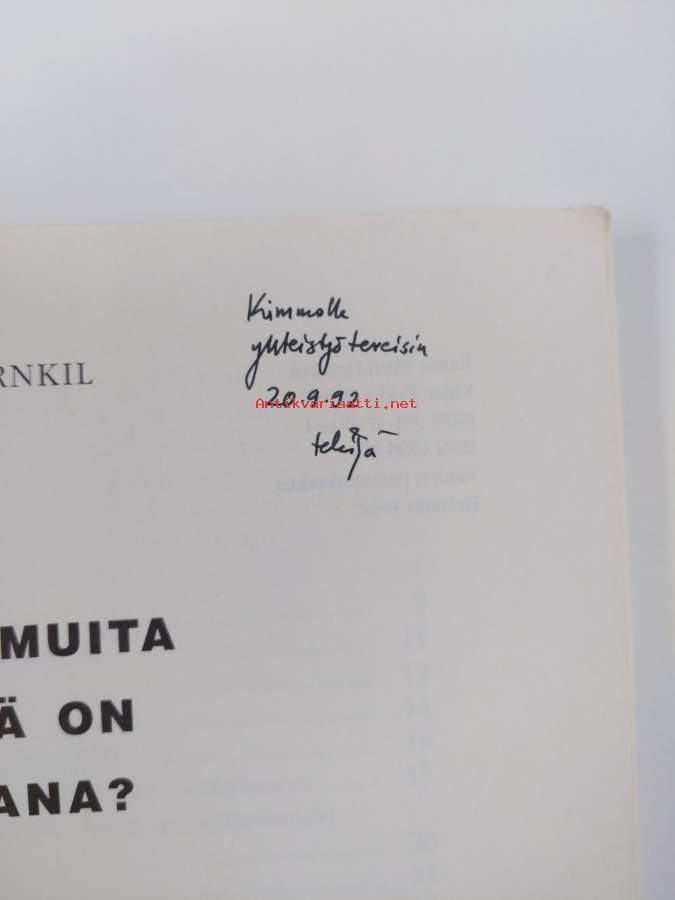 Kimmolle
yhteistyöterveisin
20.9.92
Antikvariaatti.net
tekijä
RNKIL
MUITA
Ä ON
ANA?